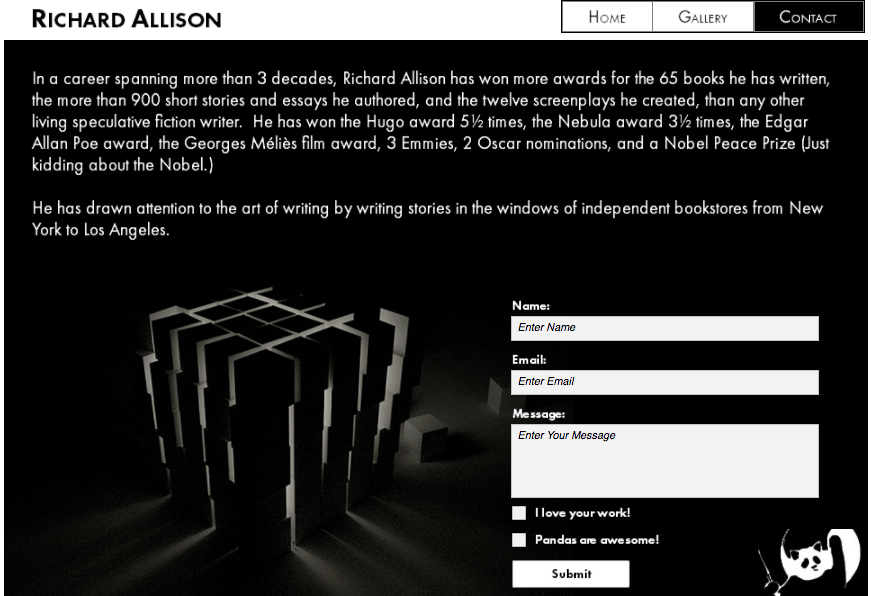 RICHARD ALLISON
HOME GALLERY CONTACT
In a career spanning more than 3 decades, Richard Allison has won more awards for the 65 books he has written,
the more than 900 short stories and essays he authored, and the twelve screenplays he created, than any other
living speculative fiction writer.  He has won the Hugo award 5½ times, the Nebula award 3½ times, the Edgar
Allan Poe award, the Georges Méliès film award, 3 Emmies, 2 Oscar nominations, and a Nobel Peace Prize (Just
kidding about the Nobel.)
He has drawn attention to the art of writing by writing stories in the windows of independent bookstores from New
York to Los Angeles.
Name:
Enter Name
Email:
Enter Email
Message:
Enter Your Message
I love your work!
Pandas are awesome!
Submit